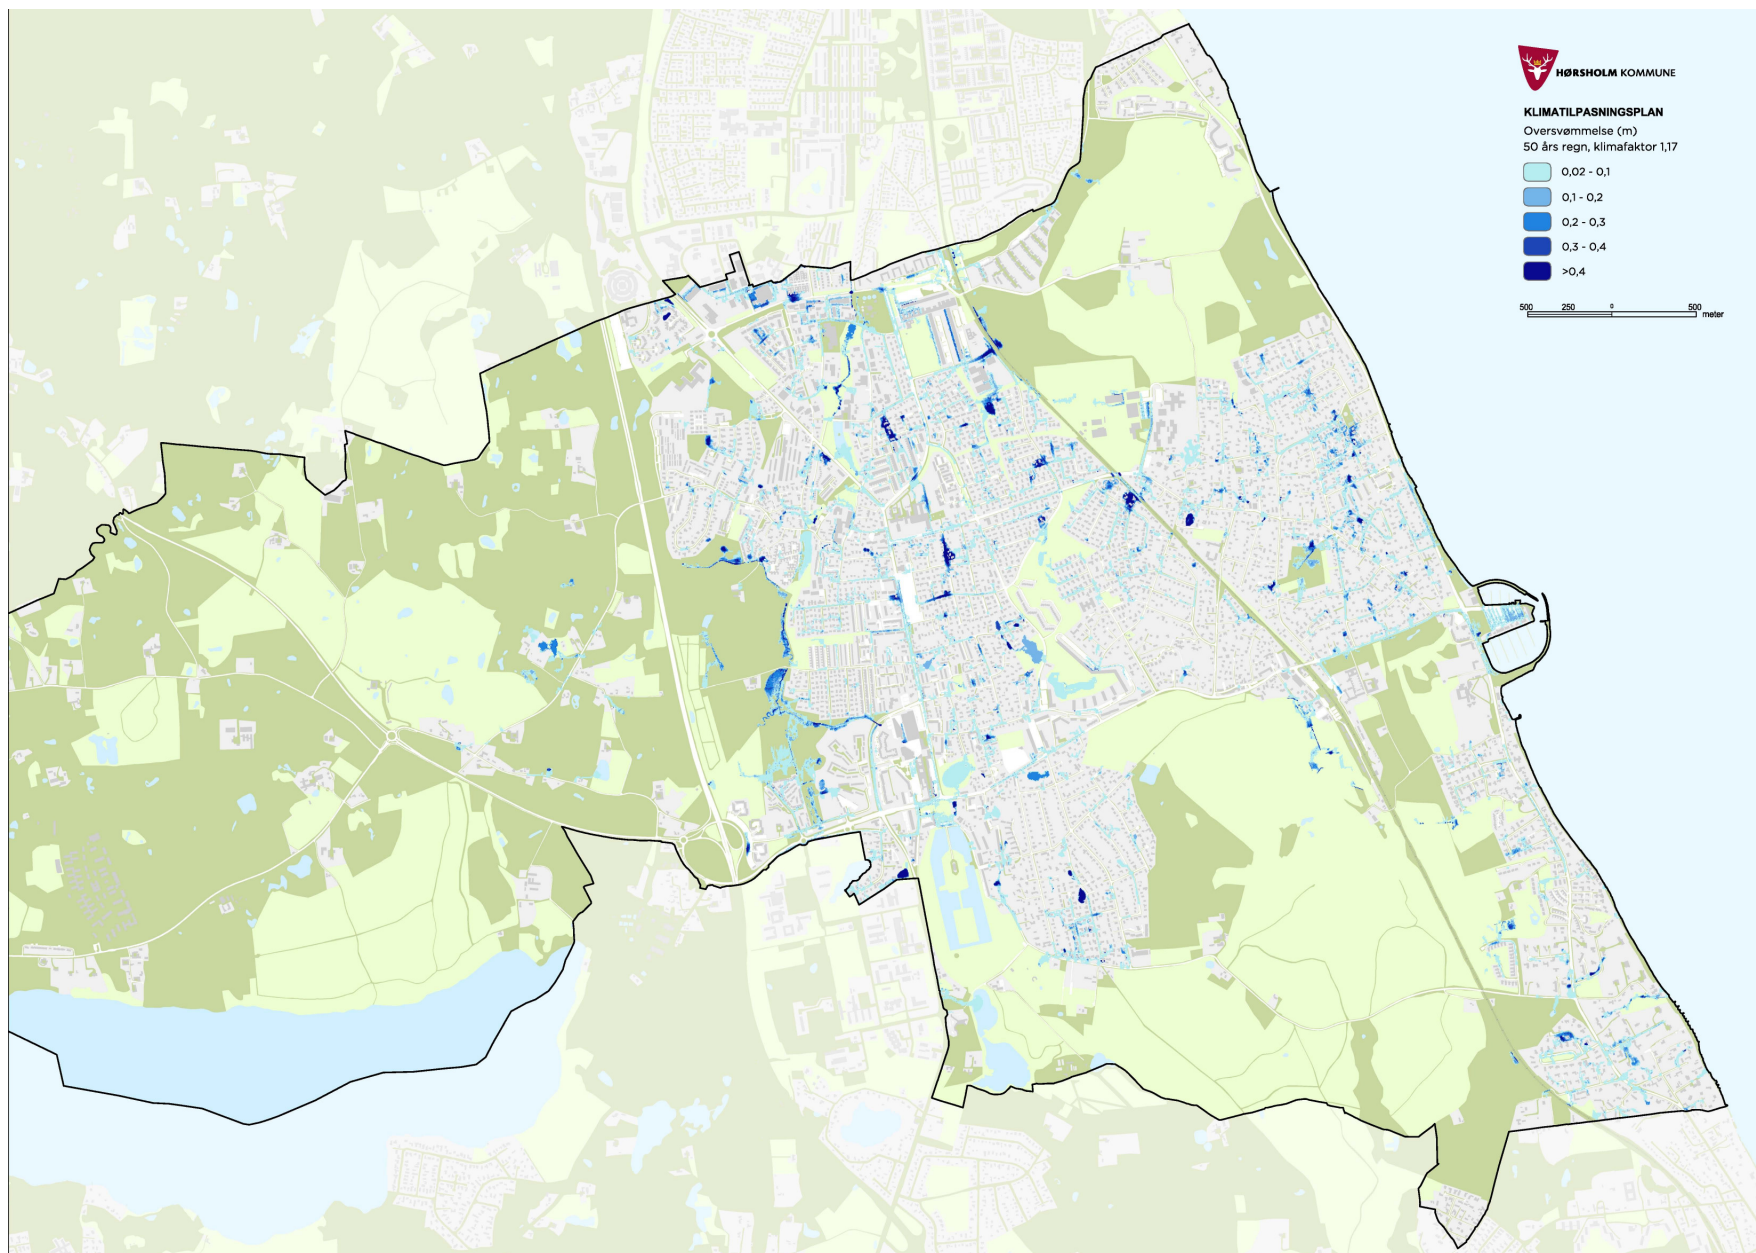 HØRSHOLM KOMMUNE
KLIMATILPASNINGSPLAN
Oversvømmelse (m)
50 års regn, klimafaktor 1,17
0,02 - 0,1
0,1 - 0,2
0,2 - 0,3
0,3 - 0,4
>0,4
500 250 0 500
meter